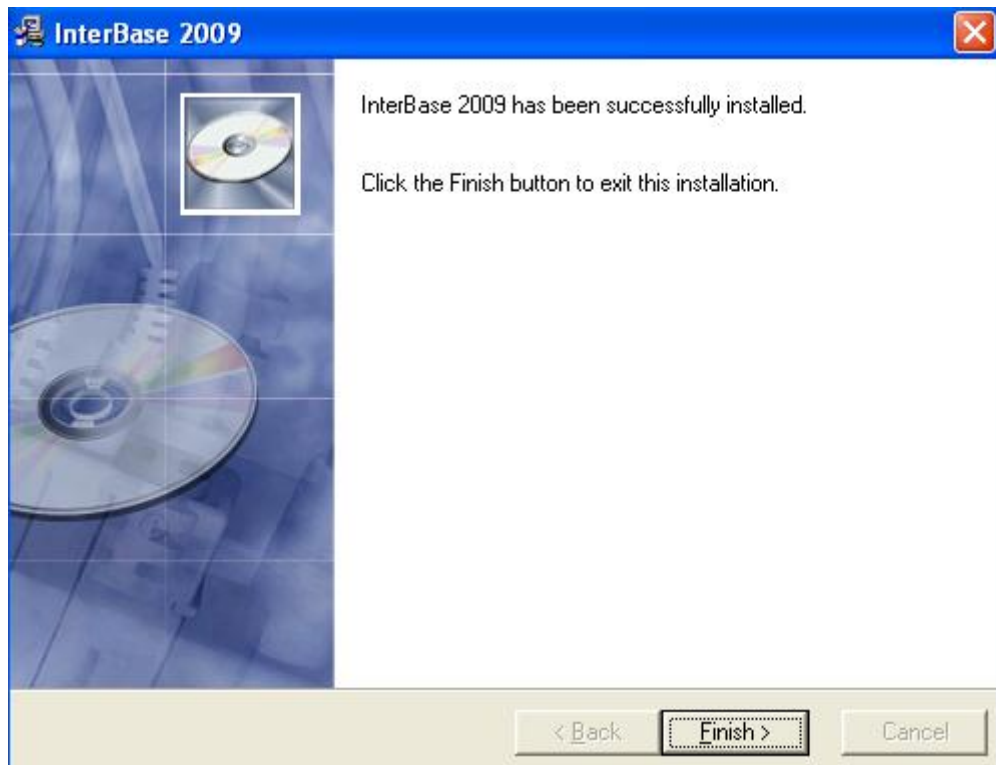 InterBase 2009
InterBase 2009 has been successfully installed.
Click the Finish button to exit this installation.
< Back
Finish >
Cancel